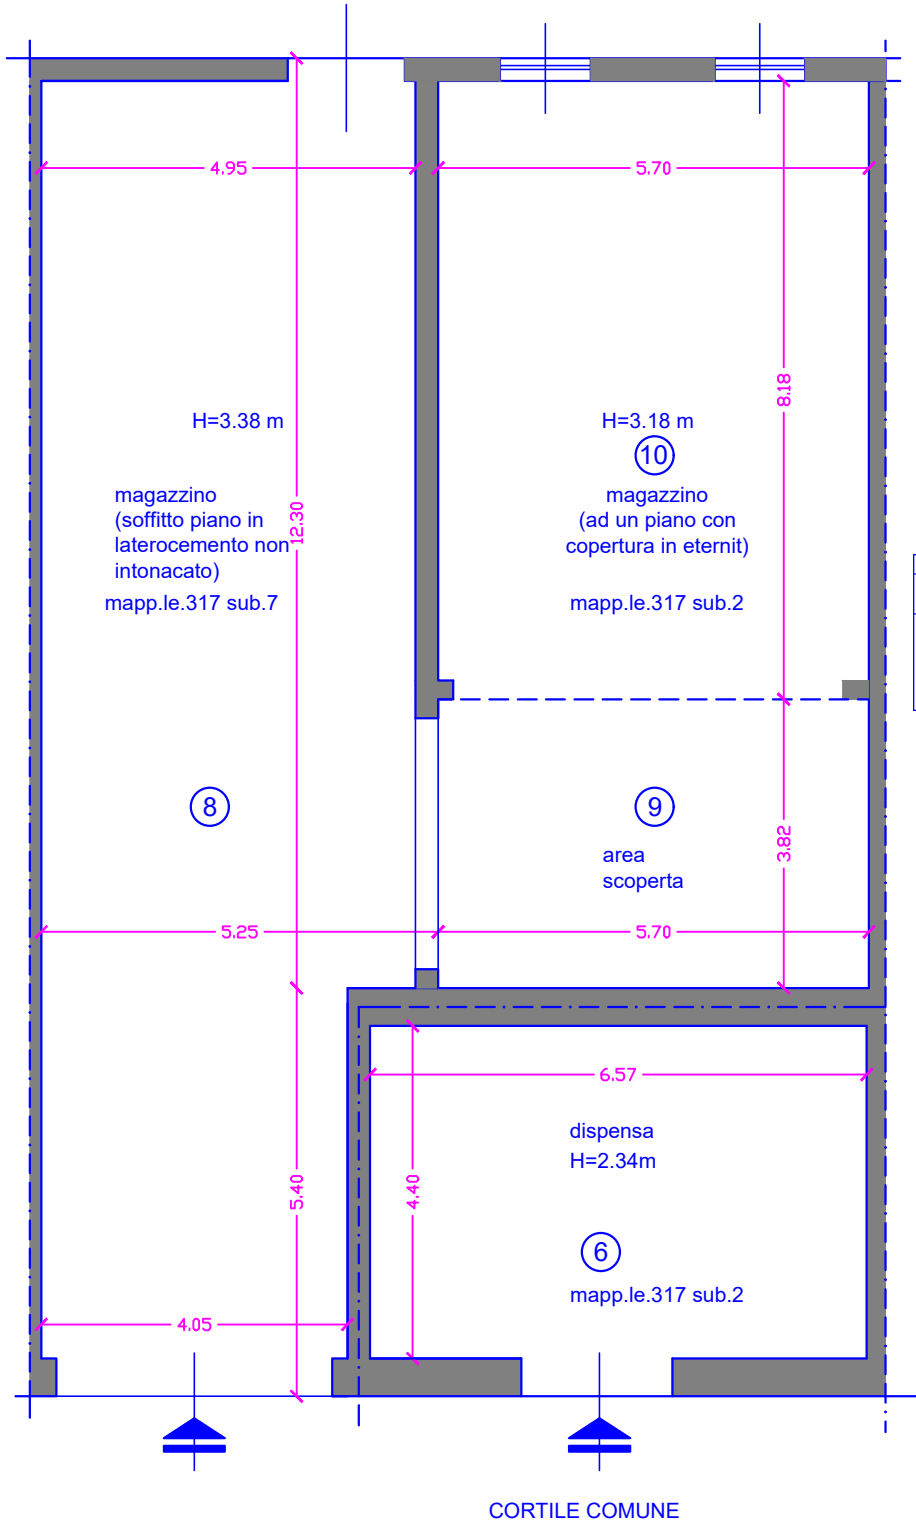 4.95
5.70
8.18
H=3.38 m
H=3.18 m
10
magazzino
(soffitto piano in
laterocemento non
intonacato)
mapp.le.317 sub.7
12.30
magazzino
(ad un piano con
copertura in eternit)
mapp.le.317 sub.2
8
9
3.82
area
scoperta
5.25
5.70
6.57
dispensa
H=2.34m
5.40
4.40
6
mapp.le.317 sub.2
4.05
CORTILE COMUNE